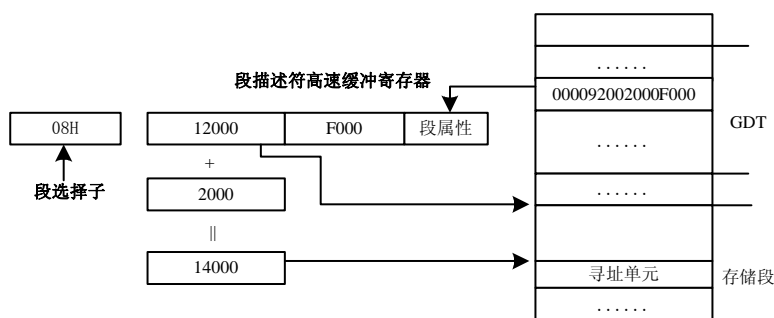 ......
段描述符高速缓冲寄存器
000092002000F000
08H
12000
F000
段属性
GDT
+
......
段选择子
2000
......
||
14000
寻址单元
存储段
......